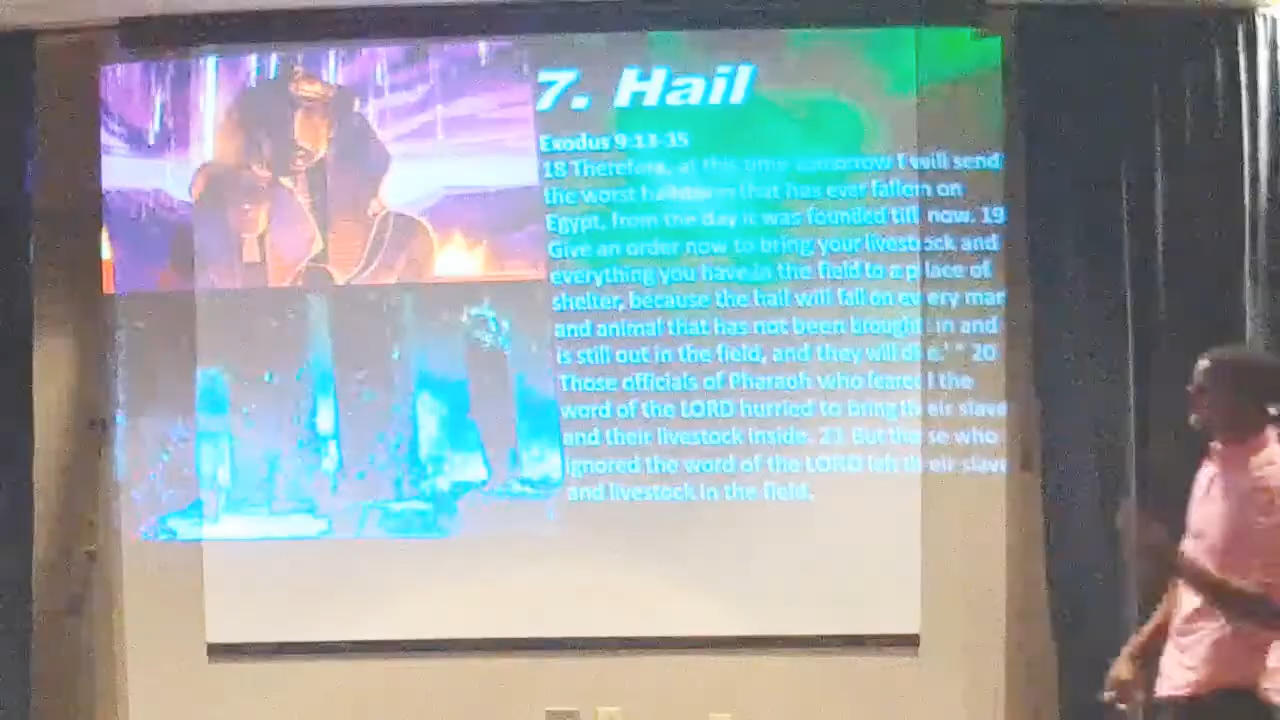 7. Hail
Exodus 9:13-35
18 Therefore, at this time tomorrow I will send
the worst hailstorm that has ever fallen on
Egypt, from the day it was founded till now. 19
Give an order now to bring your livestock and
everything you have in the field to a place of
shelter, because the hail will fall on every man
and animal that has not been brought in and
is still out in the field, and they will die.' " 20
Those officials of Pharaoh who feared the
word of the LORD hurried to bring their slave
and their livestock inside. 21 But those who
ignored the word of the LORD left their slave
and livestock in the field.